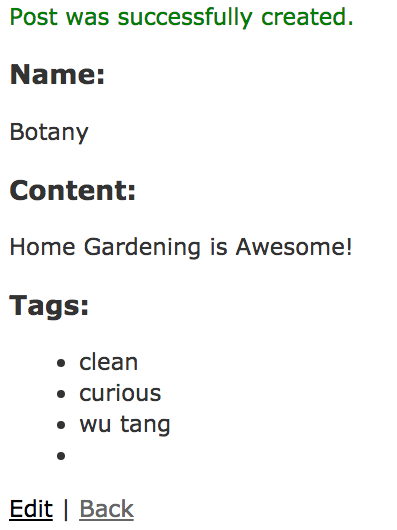 Post was successfully created.
Name:
Botany
Content:
Home Gardening is Awesome!
Tags:
• clean
• curious
• wu tang
•
Edit | Back